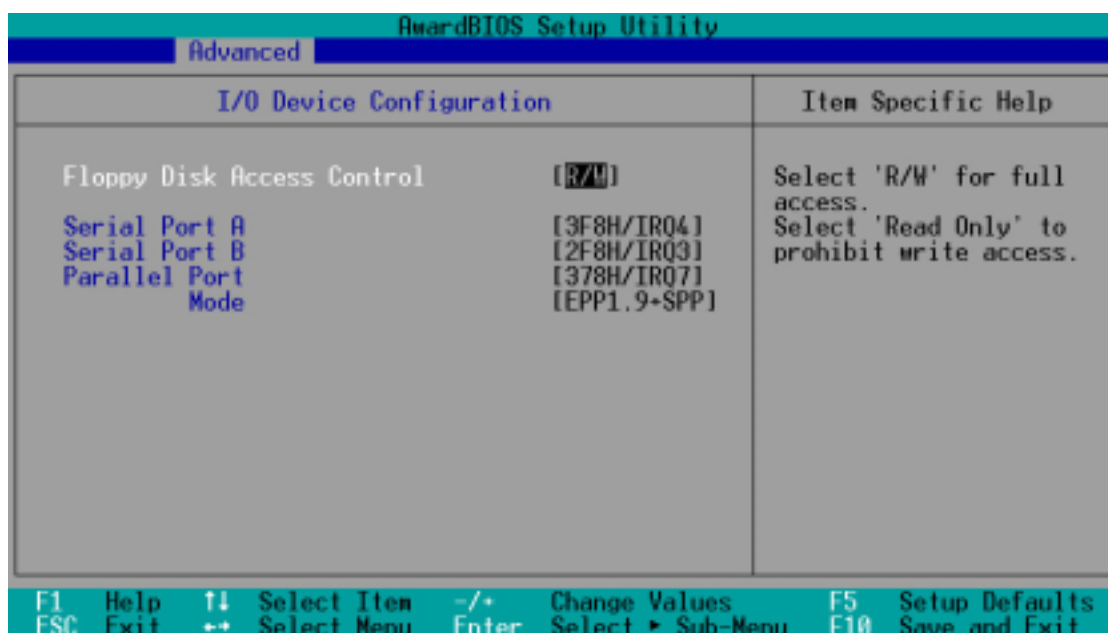 AwardBIOS Setup Utility
Advanced
I/O Device Configuration
Item Specific Help
Floppy Disk Access Control [R/W]
Serial Port A [3F8H/IRQ4]
Serial Port B [2F8H/IRQ3]
Parallel Port [378H/IRQ7]
Mode [EPP1.9+SPP]
Select 'R/W' for full
access.
Select 'Read Only' to
prohibit write access.
F1 Help ↑↓ Select Item -/+ Change Values F5 Setup Defaults
ESC Exit ←→ Select Menu Enter Select ► Sub-Menu F10 Save and Exit